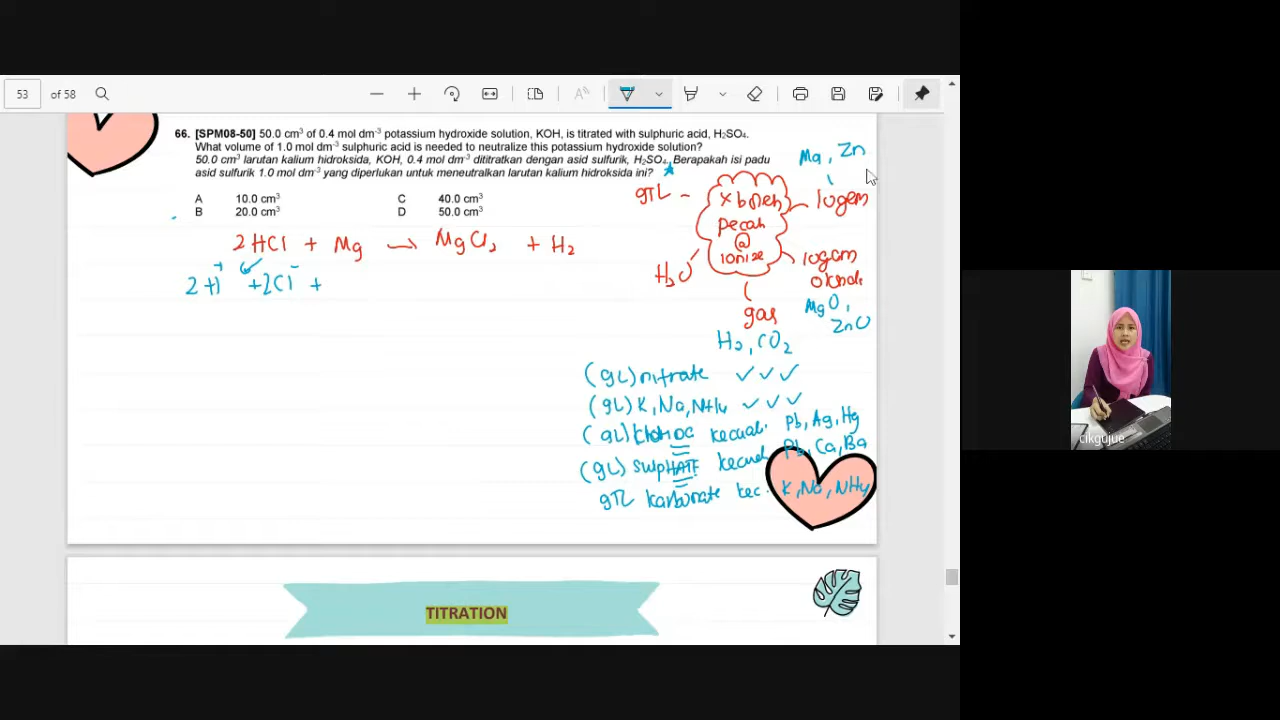 53 of 58
66. [SPM08-50] 50.0 cm³ of 0.4 mol dm⁻³ potassium hydroxide solution, KOH, is titrated with sulphuric acid, H₂SO₄.
What volume of 1.0 mol dm⁻³ sulphuric acid is needed to neutralize this potassium hydroxide solution?
50.0 cm³ larutan kalium hidroksida, KOH, 0.4 mol dm⁻³ dititratkan dengan asid sulfurik, H₂SO₄. Berapakah isi padu
asid sulfurik 1.0 mol dm⁻³ yang diperlukan untuk meneutralkan larutan kalium hidroksida ini?
A 10.0 cm³ C 40.0 cm³
B 20.0 cm³ D 50.0 cm³
2HCl + Mg → MgCl₂ + H₂
2H⁺ + 2Cl⁻ +
Mg, Zn
gTL
x boleh
pecah
@
ionize
logam
H₂O
logam
oksida
MgO,
ZnO
gas
H₂, CO₂
(gL) nitrate ✓ ✓ ✓
(gL) K, Na, NH₄ ✓ ✓ ✓
(gL) kecuali Pb, Ag, Hg
(gL) sulpHATE kecuali Pb, Ca, Ba
gTL karbonate kec. K, Na, NH₄
TITRATION
cikgujue